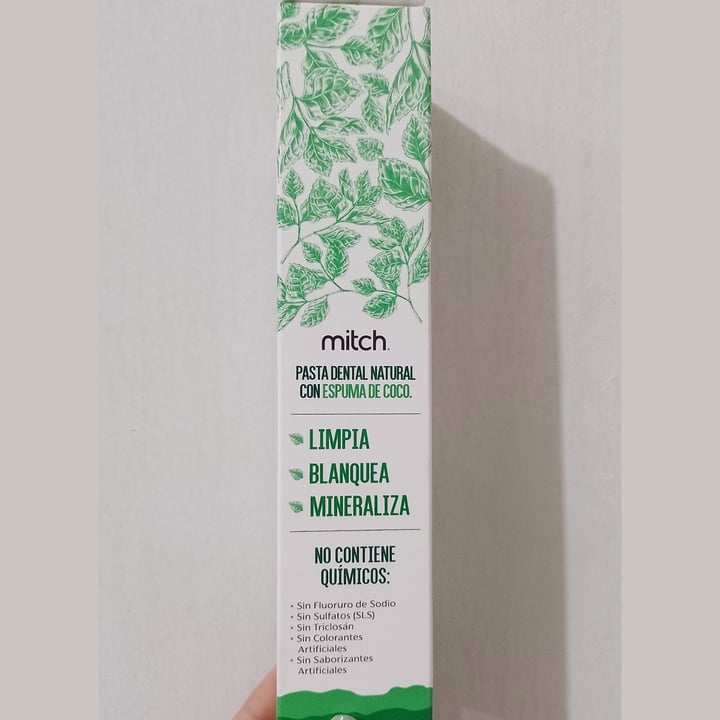 mitch.
PASTA DENTAL NATURAL
CON ESPUMA DE COCO.
LIMPIA
BLANQUEA
MINERALIZA
NO CONTIENE
QUÍMICOS:
• Sin Fluoruro de Sodio
• Sin Sulfatos (SLS)
• Sin Triclosán
• Sin Colorantes
Artificiales
• Sin Saborizantes
Artificiales